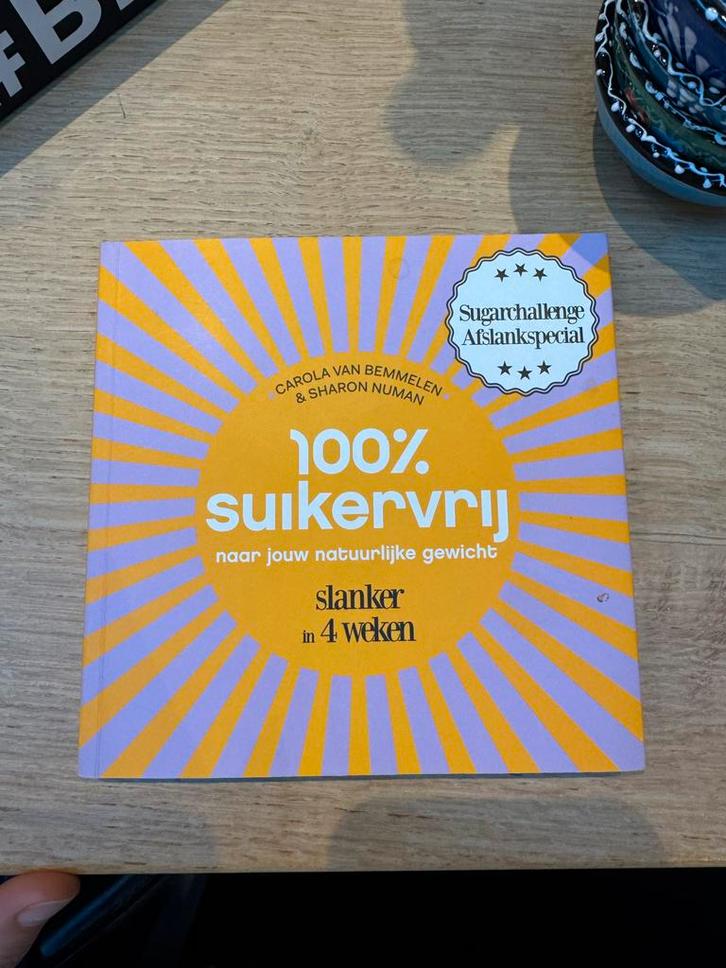 Sugarchallenge
Afslankspecial
CAROLA VAN BEMMELEN
& SHARON NUMAN
100%
suikervrij
naar jouw natuurlijke gewicht
slanker
in 4 weken